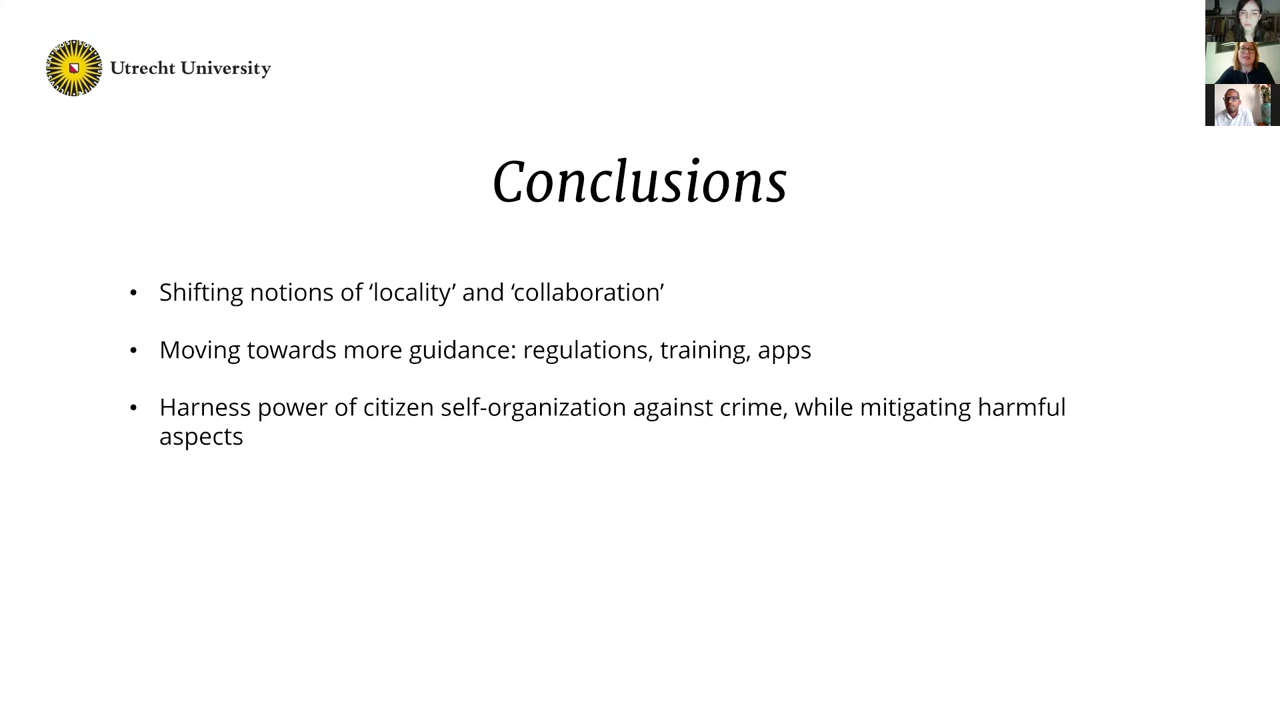 Utrecht University
Conclusions
• Shifting notions of ‘locality’ and ‘collaboration’
• Moving towards more guidance: regulations, training, apps
• Harness power of citizen self-organization against crime, while mitigating harmful
aspects